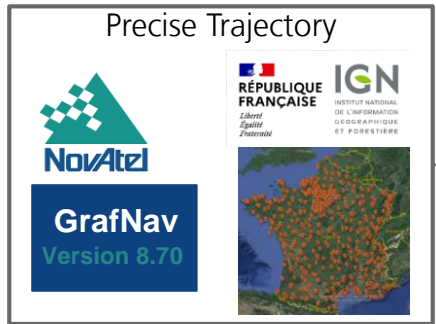 Precise Trajectory
NovAtel
GrafNav
Version 8.70
RÉPUBLIQUE
FRANÇAISE
Liberté
Égalité
Fraternité
IGN
INSTITUT NATIONAL
DE L'INFORMATION
GÉOGRAPHIQUE
ET FORESTIÈRE